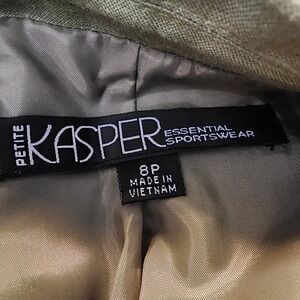 PETITE
KASPER
ESSENTIAL
SPORTSWEAR
8P
MADE IN
VIETNAM